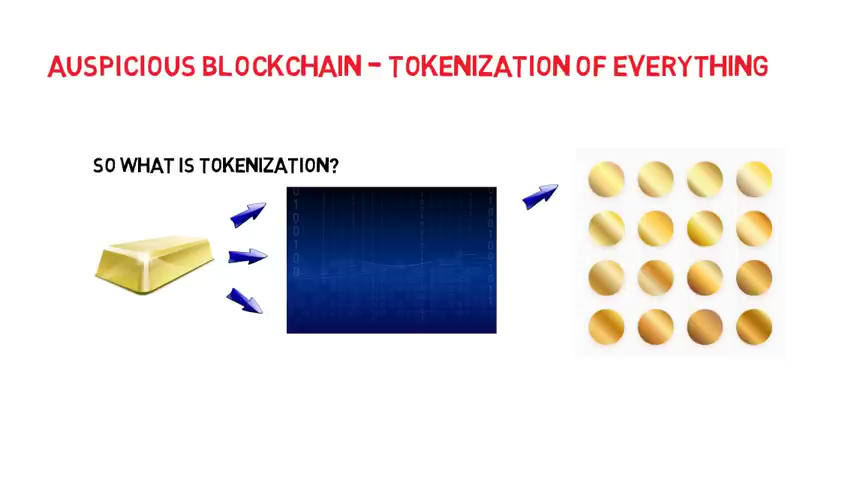 AUSPICIOUS BLOCKCHAIN - TOKENIZATION OF EVERYTHING
SO WHAT IS TOKENIZATION?